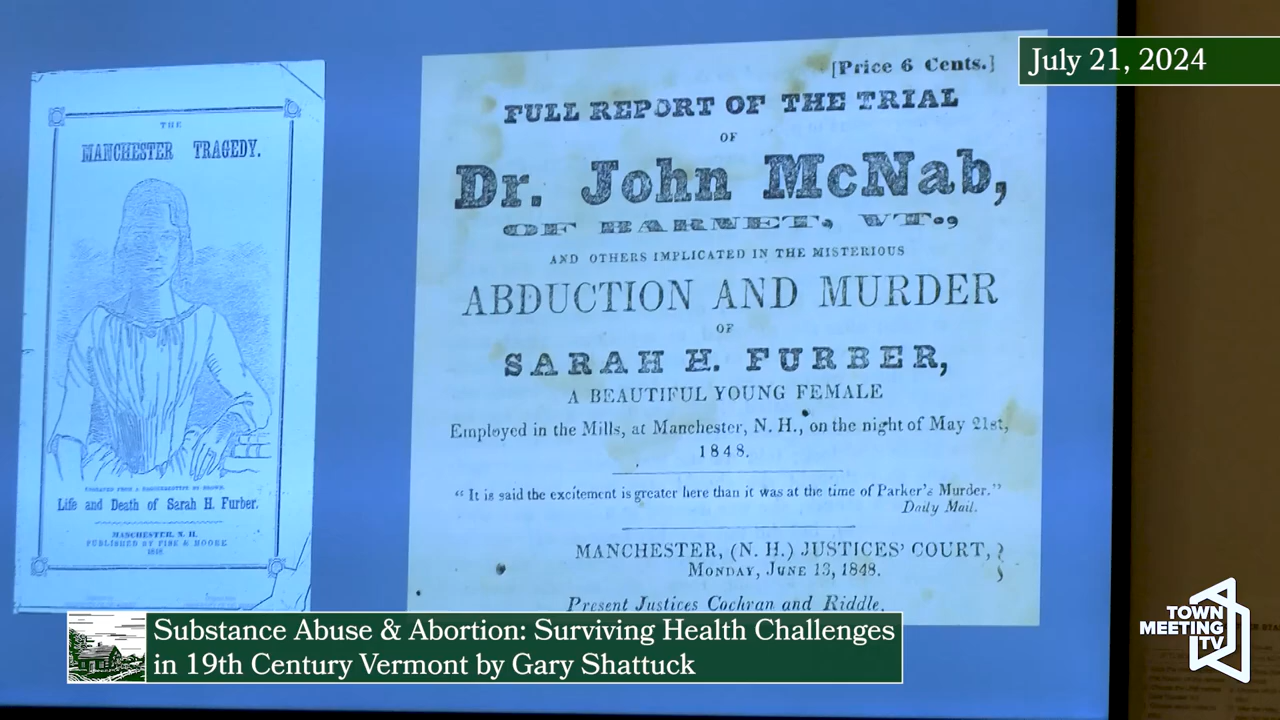 THE
MANCHESTER TRAGEDY.
ENGRAVED FROM A DAGUERREOTYPE BY BROWN.
Life and Death of Sarah H. Furber.
MANCHESTER, N. H.
PUBLISHED BY FISK & MOORE
1848
[Price 6 Cents.]
FULL REPORT OF THE TRIAL
OF
Dr. John McNab,
OF BARNET, VT.,
AND OTHERS IMPLICATED IN THE MISTERIOUS
ABDUCTION AND MURDER
OF
SARAH H. FURBER,
A BEAUTIFUL YOUNG FEMALE
Employed in the Mills, at Manchester, N. H., on the night of May 21st,
1848.
“It is said the excitement is greater here than it was at the time of Parker's Murder.”
Daily Mail.
MANCHESTER, (N. H.) JUSTICES' COURT,
MONDAY, JUNE 13, 1848.
Present Justices Cochran and Riddle.
July 21, 2024
Substance Abuse & Abortion: Surviving Health Challenges
in 19th Century Vermont by Gary Shattuck
TOWN
MEETING
TV